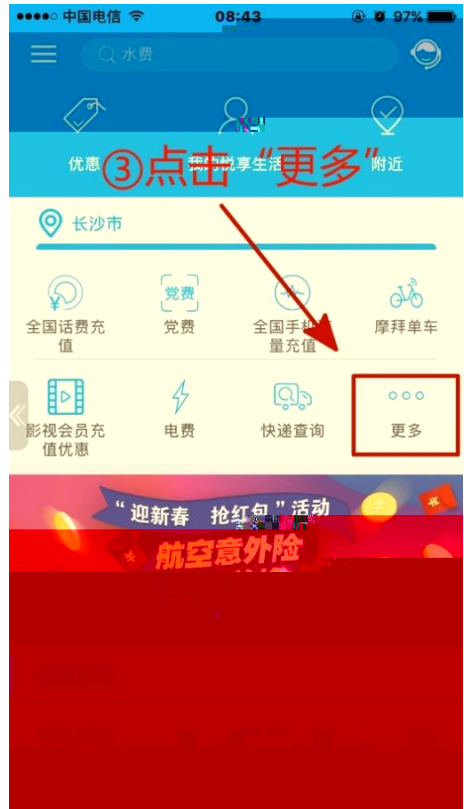 中国电信 08:43 97%
水费
优惠 我的悦享生活 附近
③点击“更多”
长沙市
全国话费充值 党费 全国手机 量充值 摩拜单车
影视会员充值优惠 电费 快递查询 更多
“迎新春 抢红包”活动
航空意外险